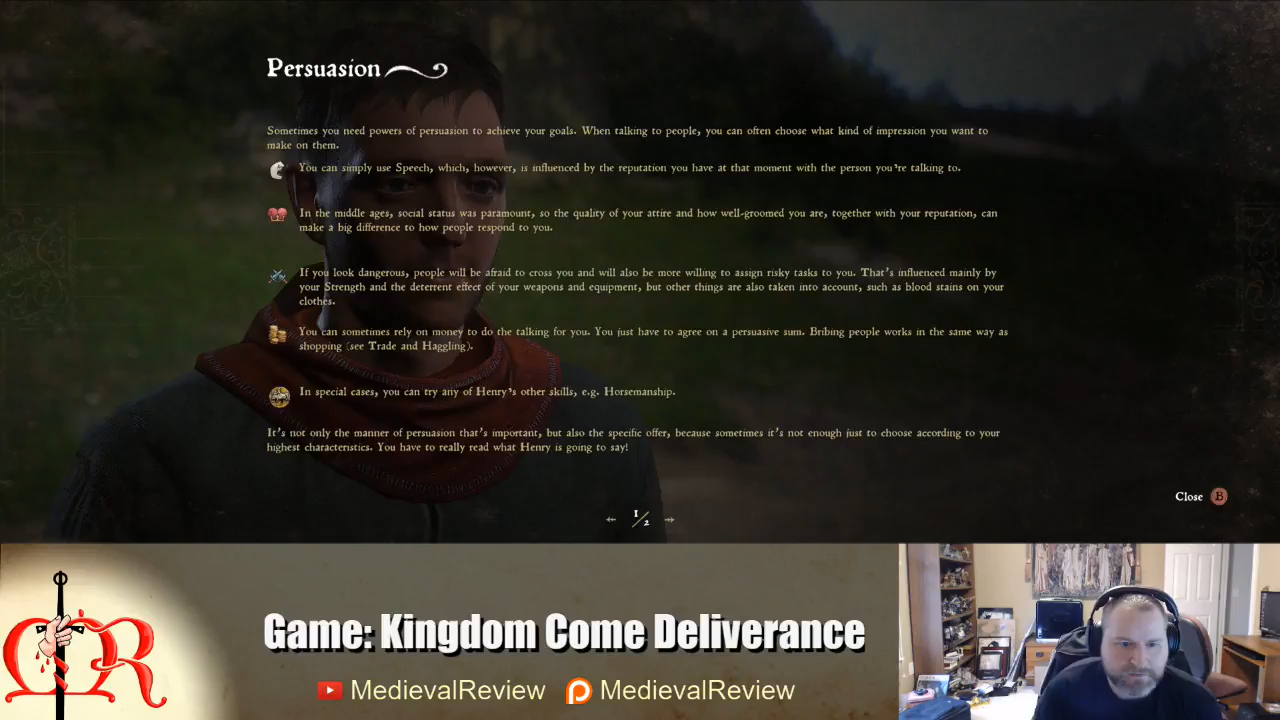 Persuasion
Sometimes you need powers of persuasion to achieve your goals. When talking to people, you can often choose what kind of impression you want to
make on them.
You can simply use Speech, which, however, is influenced by the reputation you have at that moment with the person you're talking to.
In the middle ages, social status was paramount, so the quality of your attire and how well-groomed you are, together with your reputation, can
make a big difference to how people respond to you.
If you look dangerous, people will be afraid to cross you and will also be more willing to assign risky tasks to you. That's influenced mainly by
your Strength and the deterrent effect of your weapons and equipment, but other things are also taken into account, such as blood stains on your
clothes.
You can sometimes rely on money to do the talking for you. You just have to agree on a persuasive sum. Bribing people works in the same way as
shopping (see Trade and Haggling).
In special cases, you can try any of Henry's other skills, e.g. Horsemanship.
It's not only the manner of persuasion that's important, but also the specific offer, because sometimes it's not enough just to choose according to your
highest characteristics. You have to really read what Henry is going to say!
Close B
1/2
MR
Game: Kingdom Come Deliverance
MedievalReview MedievalReview